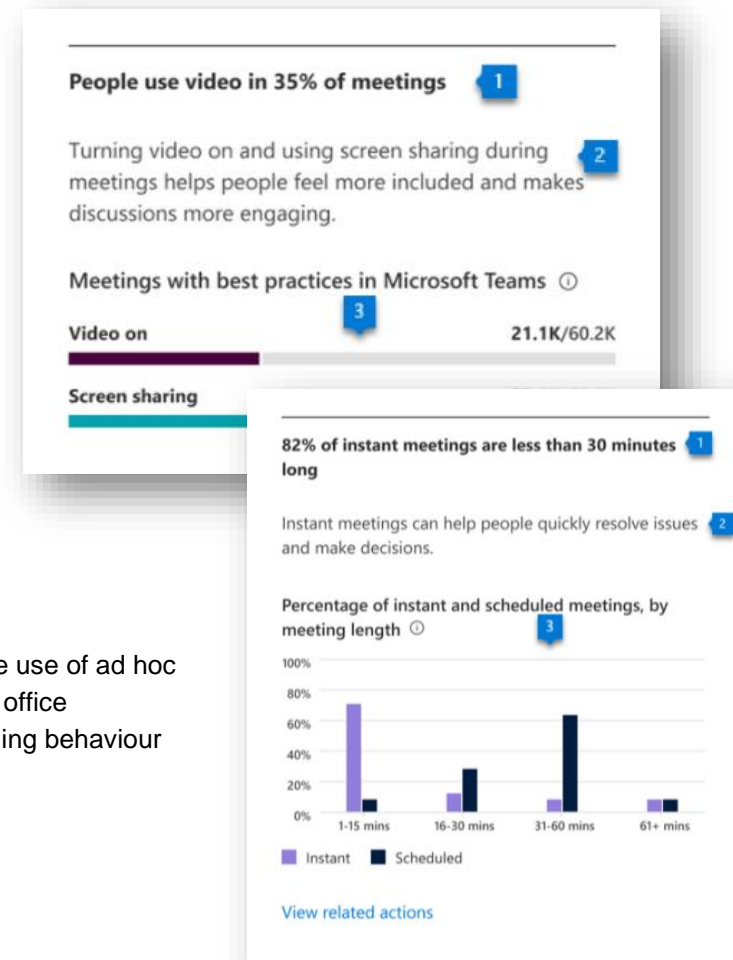 People use video in 35% of meetings
1
Turning video on and using screen sharing during
2
meetings helps people feel more included and makes
discussions more engaging.
Meetings with best practices in Microsoft Teams
3
Video on
21.1K/60.2K
Screen sharing
82% of instant meetings are less than 30 minutes
1
long
Instant meetings can help people quickly resolve issues
2
and make decisions.
Percentage of instant and scheduled meetings, by
meeting length
3
100%
80%
60%
40%
20%
0%
1-15 mins
16-30 mins
31-60 mins
61+ mins
Instant
Scheduled
View related actions
use of ad hoc
office
ing behaviour